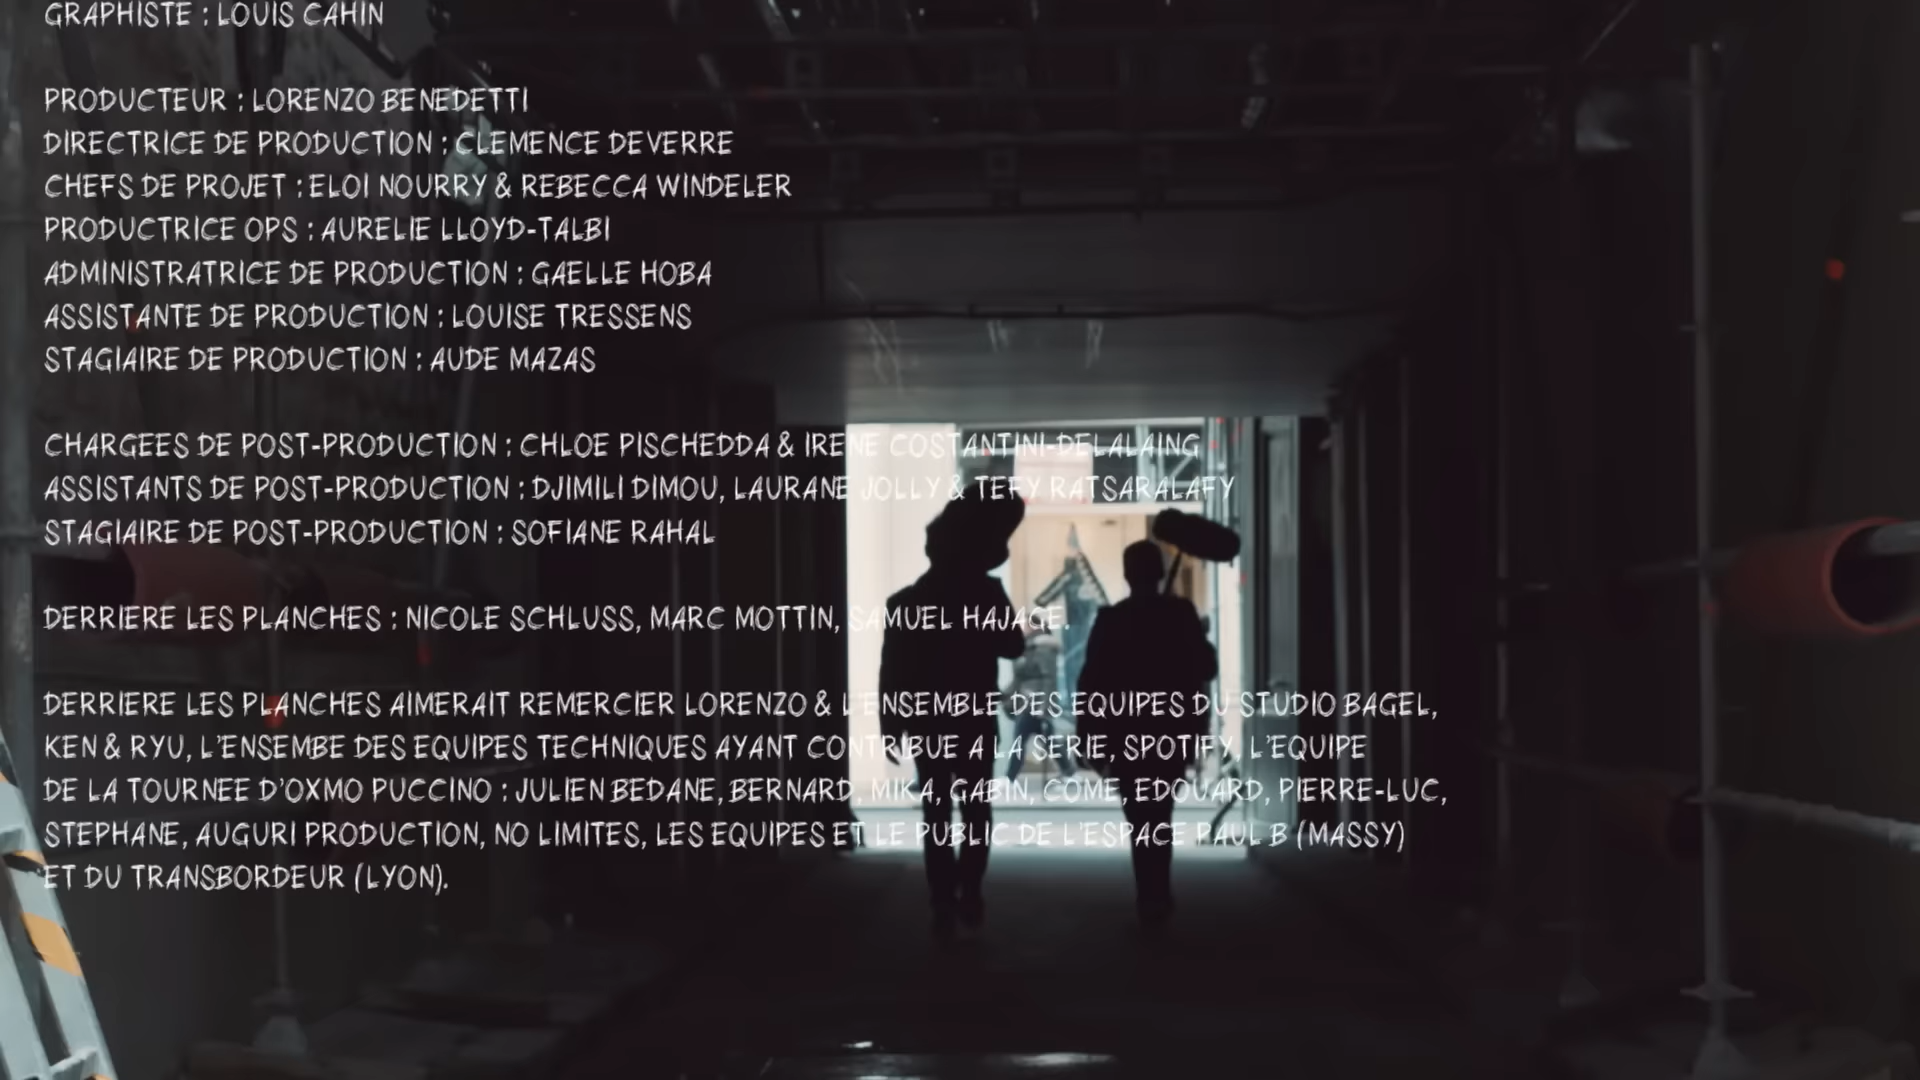 GRAPHISTE : LOUIS CAHIN
PRODUCTEUR : LORENZO BENEDETTI
DIRECTRICE DE PRODUCTION : CLEMENCE DEVERRE
CHEFS DE PROJET : ELOI NOURRY & REBECCA WINDELER
PRODUCTRICE OPS : AURELIE LLOYD-TALBI
ADMINISTRATRICE DE PRODUCTION : GAELLE HOBA
ASSISTANTE DE PRODUCTION : LOUISE TRESSENS
STAGIAIRE DE PRODUCTION : AUDE MAZAS
CHARGEES DE POST-PRODUCTION : CHLOE PISCHEDDA & IRENE COSTANTINI-DELALAING
ASSISTANTS DE POST-PRODUCTION : DJIMILI DIMOU, LAURANE JOLLY & TEFY RATSARALAFY
STAGIAIRE DE POST-PRODUCTION : SOFIANE RAHAL
DERRIERE LES PLANCHES : NICOLE SCHLUSS, MARC MOTTIN, SAMUEL HAJAGE.
DERRIERE LES PLANCHES AIMERAIT REMERCIER LORENZO & L'ENSEMBLE DES EQUIPES DU STUDIO BAGEL,
KEN & RYU, L'ENSEMBE DES EQUIPES TECHNIQUES AYANT CONTRIBUE A LA SERIE, SPOTIFY, L'EQUIPE
DE LA TOURNEE D'OXMO PUCCINO : JULIEN BEDANE, BERNARD, MIKA, GABIN, COME, EDOUARD, PIERRE-LUC,
STEPHANE, AUGURI PRODUCTION, NO LIMITES, LES EQUIPES ET LE PUBLIC DE L'ESPACE PAUL B (MASSY)
ET DU TRANSBORDEUR (LYON).